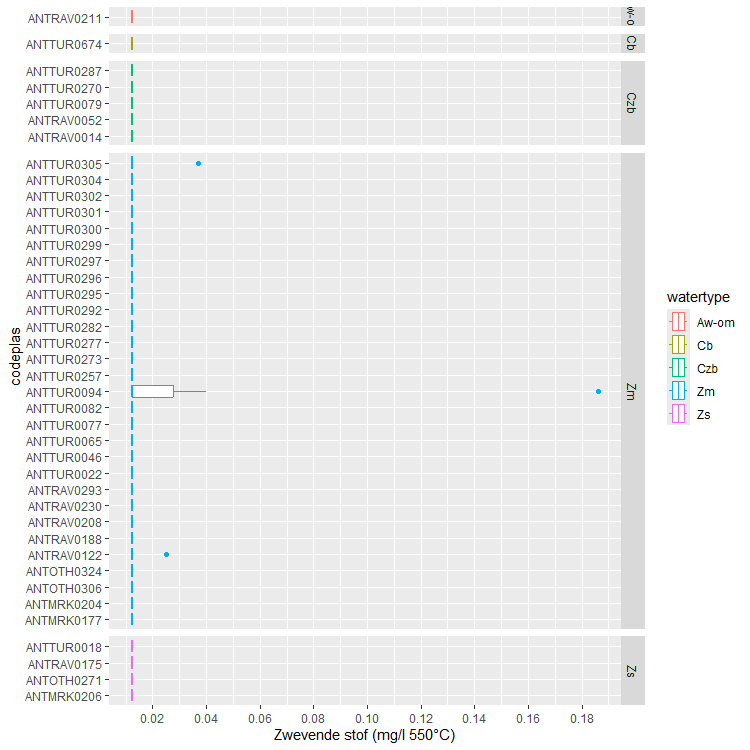 ANTRAV0211
w-o
ANTTUR0674
Cb
ANTTUR0287
ANTTUR0270
ANTTUR0079
ANTRAV0052
ANTRAV0014
Czb
ANTTUR0305
ANTTUR0304
ANTTUR0302
ANTTUR0301
ANTTUR0300
ANTTUR0299
ANTTUR0297
ANTTUR0296
ANTTUR0295
ANTTUR0292
ANTTUR0282
ANTTUR0277
ANTTUR0273
ANTTUR0257
ANTTUR0094
ANTTUR0082
ANTTUR0077
ANTTUR0065
ANTTUR0046
ANTTUR0022
ANTRAV0293
ANTRAV0230
ANTRAV0208
ANTRAV0188
ANTRAV0122
ANTOTH0324
ANTOTH0306
ANTMRK0204
ANTMRK0177
Zm
ANTTUR0018
ANTRAV0175
ANTOTH0271
ANTMRK0206
Zs
codeplas
0.02 0.04 0.06 0.08 0.10 0.12 0.14 0.16 0.18
Zwevende stof (mg/l 550°C)
watertype
Aw-om
Cb
Czb
Zm
Zs